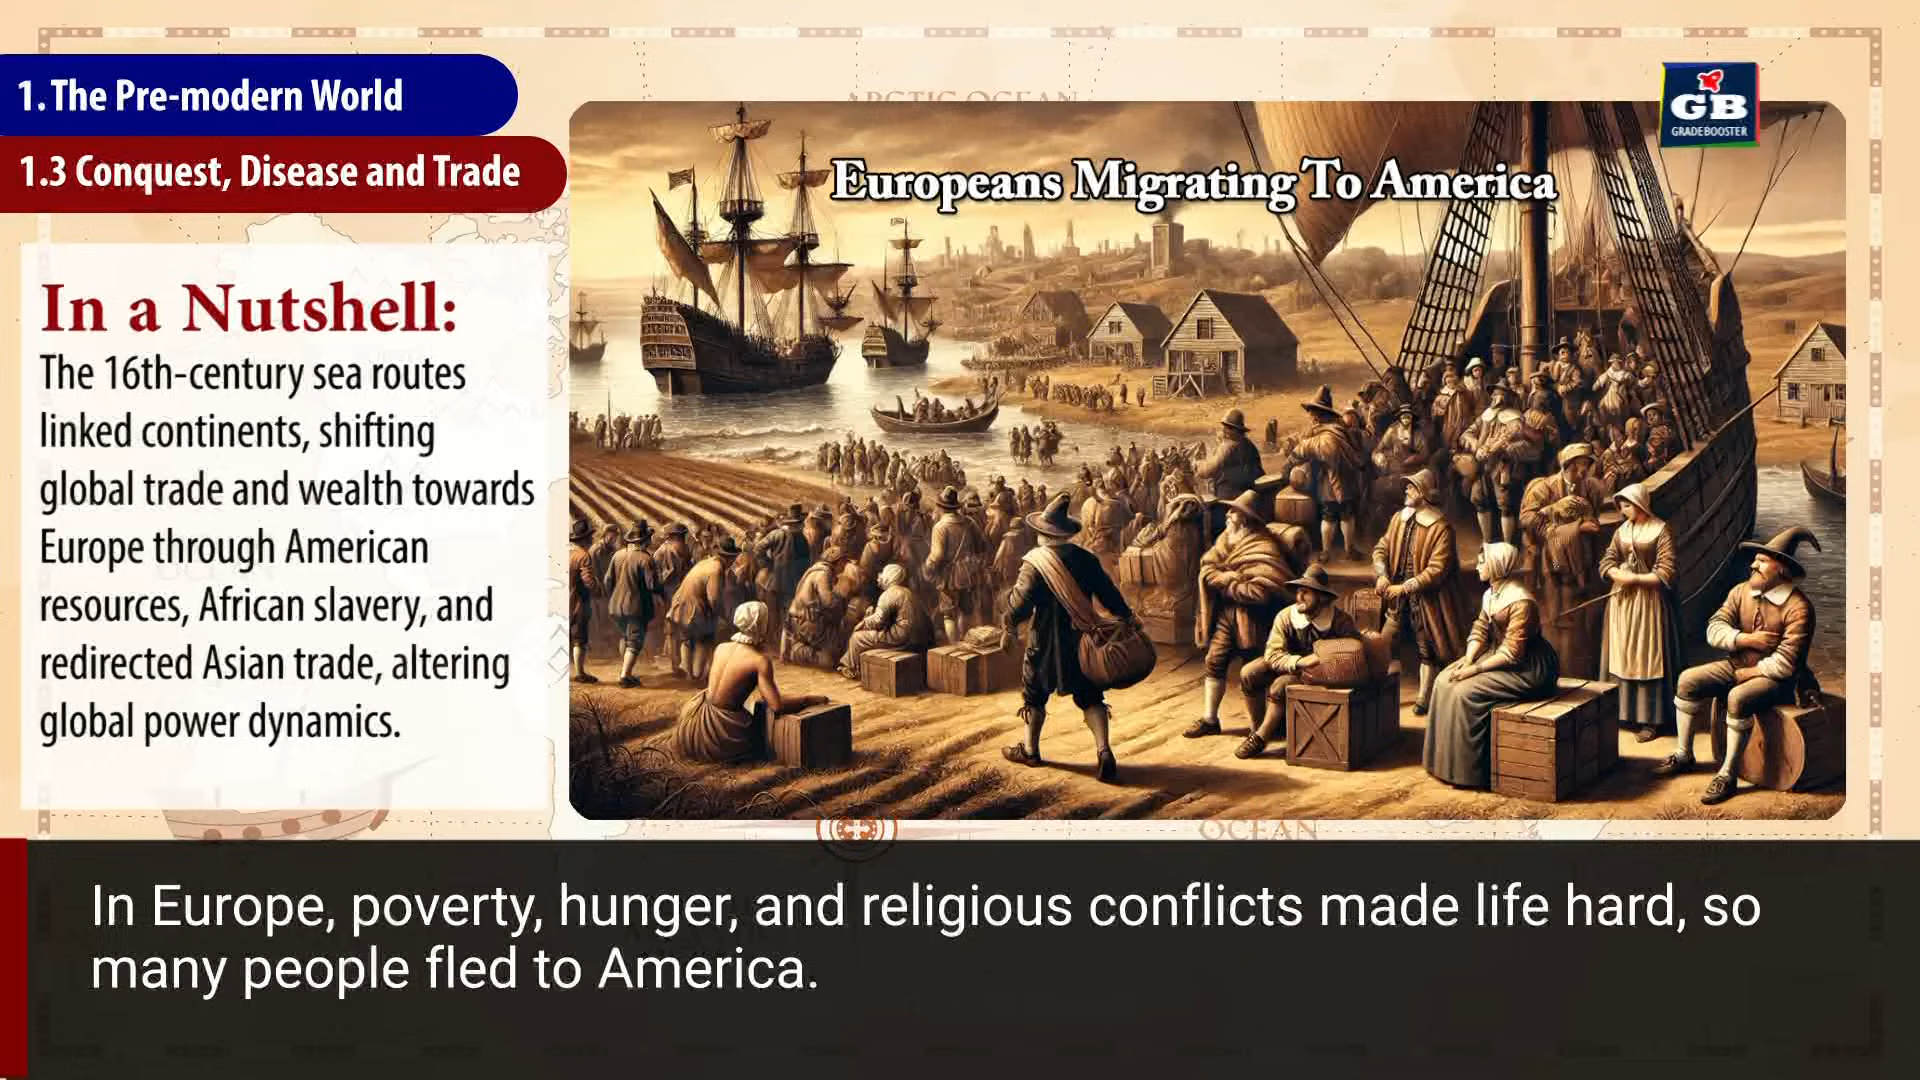 1. The Pre-modern World
1.3 Conquest, Disease and Trade
ARCTIC OCEAN
GB
GRADEBOOSTER
Europeans Migrating To America
In a Nutshell:
The 16th-century sea routes
linked continents, shifting
global trade and wealth towards
Europe through American
resources, African slavery, and
redirected Asian trade, altering
global power dynamics.
OCEAN
In Europe, poverty, hunger, and religious conflicts made life hard, so
many people fled to America.